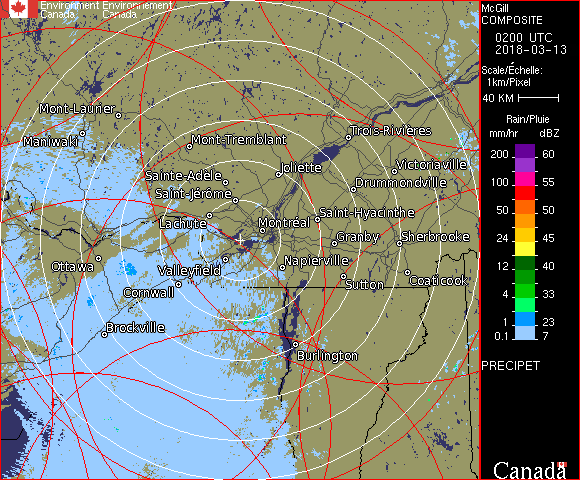 Environment Environnement
Canada Canada
McGill
COMPOSITE
0200 UTC
2018-03-13
Scale/Échelle:
1km/Pixel
40 KM
Rain/Pluie
mm/hr dBZ
200 60
100 55
50 50
24 45
12 40
4 33
1 23
0.1 7
PRECIPET
Canada
Mont-Laurier
Maniwaki
Mont-Tremblant
Trois-Rivières
Joliette
Victoriaville
Sainte-Adèle
Drummondville
Saint-Jérôme
Lachute
Saint-Hyacinthe
Montréal
Granby
Sherbrooke
Ottawa
Valleyfield
Napierville
Sutton
Coaticook
Cornwall
Brockville
Burlington